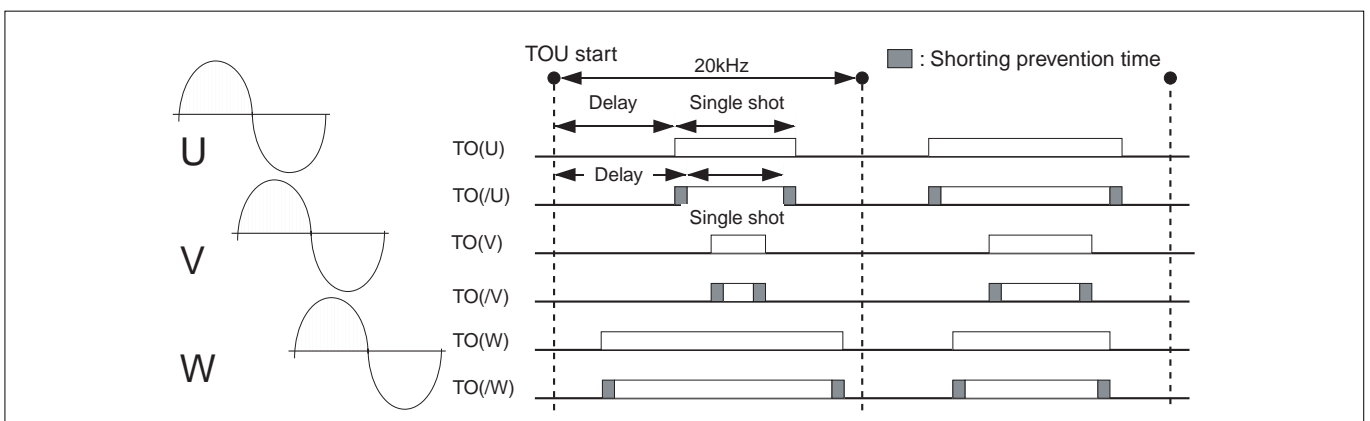 TOU start
20kHz
: Shorting prevention time
Delay
Single shot
U
TO(U)
Delay
TO(/U)
Single shot
V
TO(V)
TO(/V)
W
TO(W)
TO(/W)